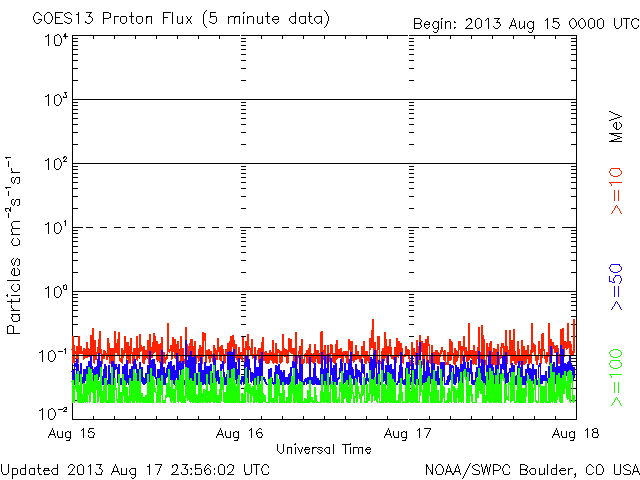 GOES13 Proton Flux (5 minute data)
Begin: 2013 Aug 15 0000 UTC
Particles cm⁻²s⁻¹sr⁻¹
10⁴
10³
10²
10¹
10⁰
10⁻¹
10⁻²
Aug 15
Aug 16
Aug 17
Aug 18
Universal Time
MeV
>=10
>=50
>=100
Updated 2013 Aug 17 23:56:02 UTC
NOAA/SWPC Boulder, CO USA